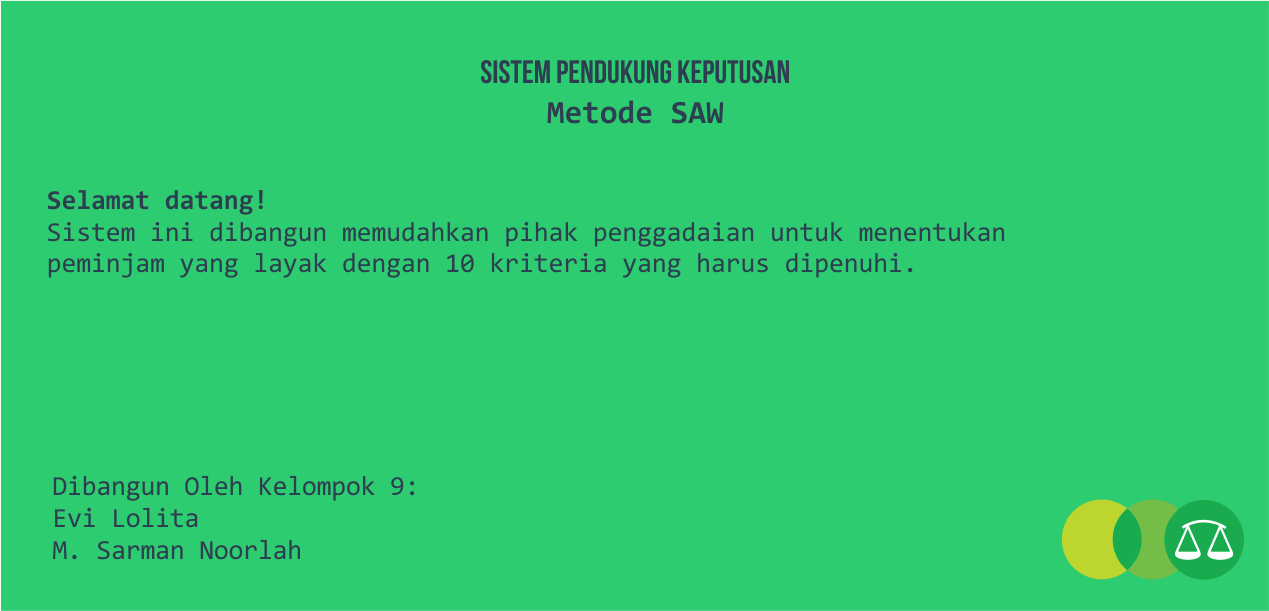 SISTEM PENDUKUNG KEPUTUSAN
Metode SAW
Selamat datang!
Sistem ini dibangun memudahkan pihak penggadaian untuk menentukan
peminjam yang layak dengan 10 kriteria yang harus dipenuhi.
Dibangun Oleh Kelompok 9:
Evi Lolita
M. Sarman Noorlah